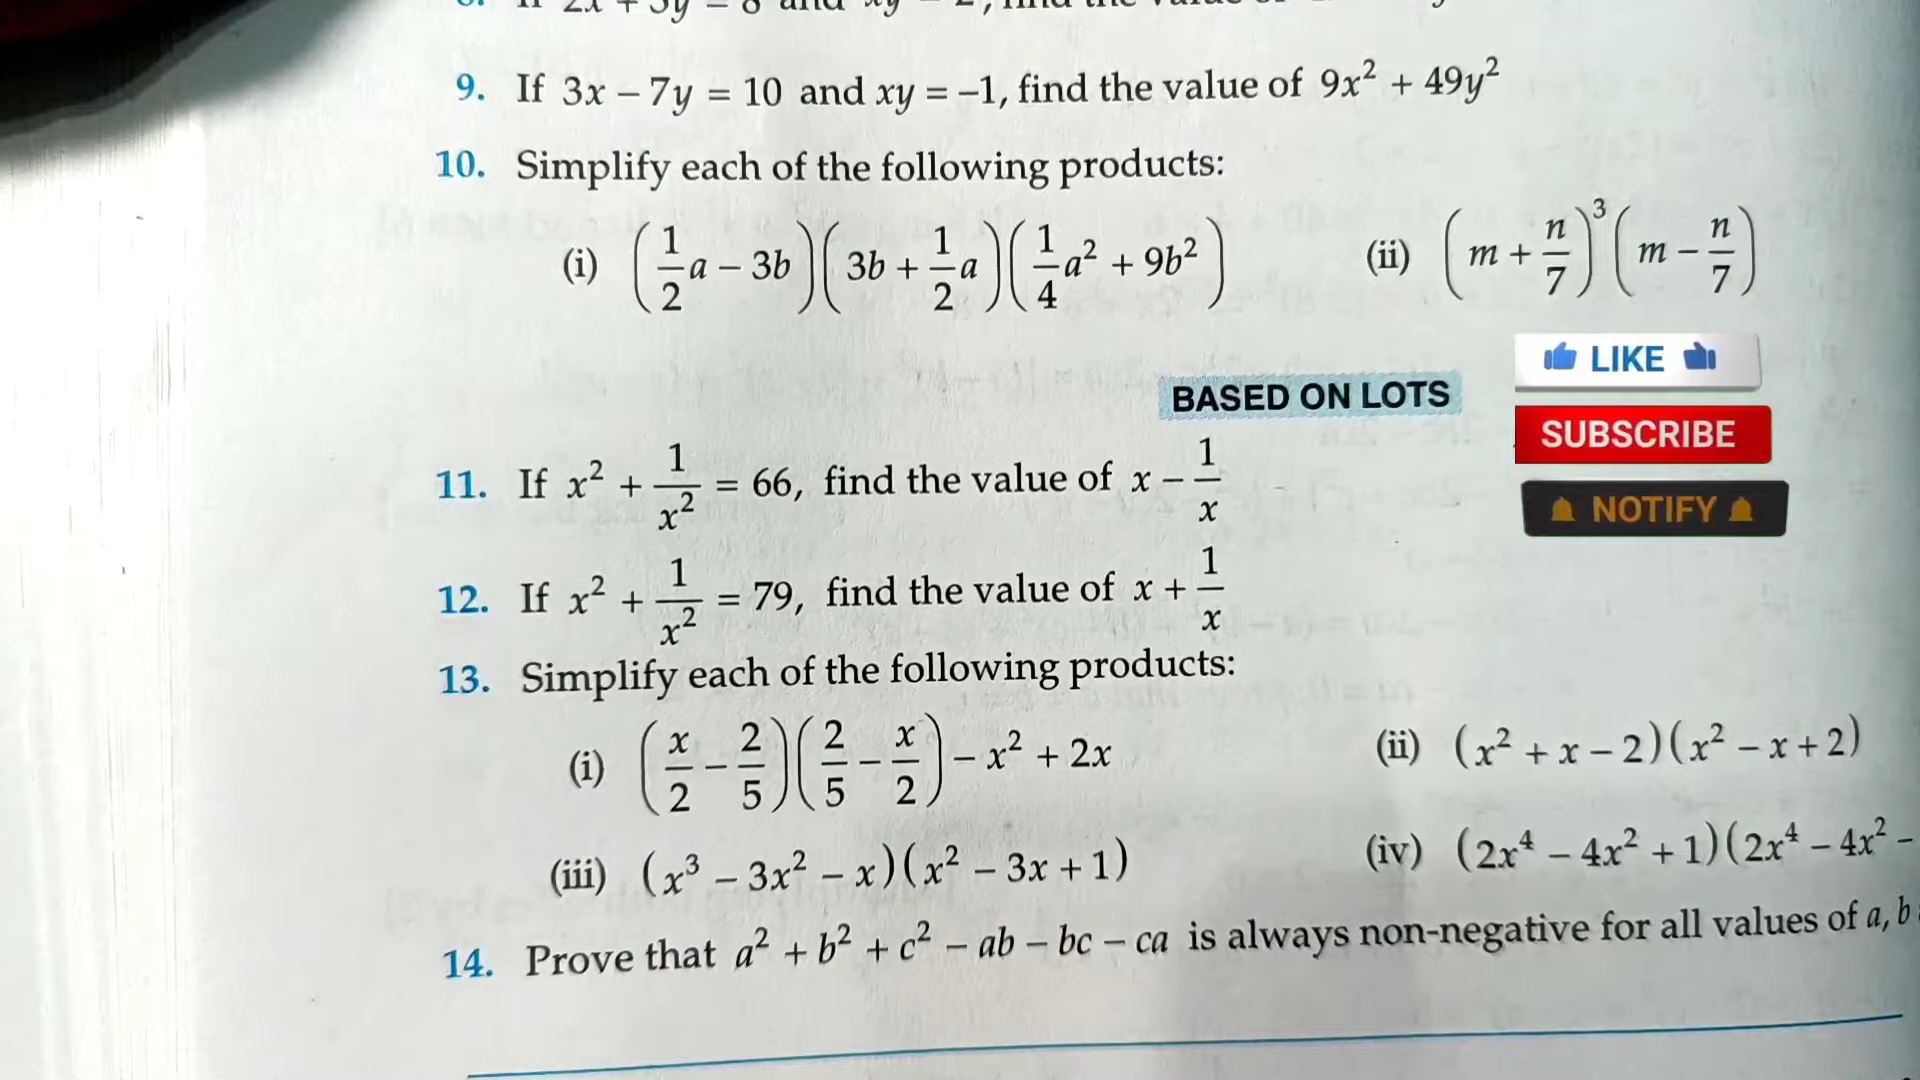 9. If 3x – 7y = 10 and xy = –1, find the value of 9x² + 49y²
10. Simplify each of the following products:
(i) (1/2 a – 3b)(3b + 1/2 a)(1/4 a² + 9b²) (ii) (m + n/7)³(m – n/7)
LIKE
BASED ON LOTS
SUBSCRIBE
11. If x² + 1/x² = 66, find the value of x – 1/x
NOTIFY
12. If x² + 1/x² = 79, find the value of x + 1/x
13. Simplify each of the following products:
(i) (x/2 – 2/5)(2/5 – x/2) – x² + 2x (ii) (x² + x – 2)(x² – x + 2)
(iii) (x³ – 3x² – x)(x² – 3x + 1) (iv) (2x⁴ – 4x² + 1)(2x⁴ – 4x² –
14. Prove that a² + b² + c² – ab – bc – ca is always non-negative for all values of a, b